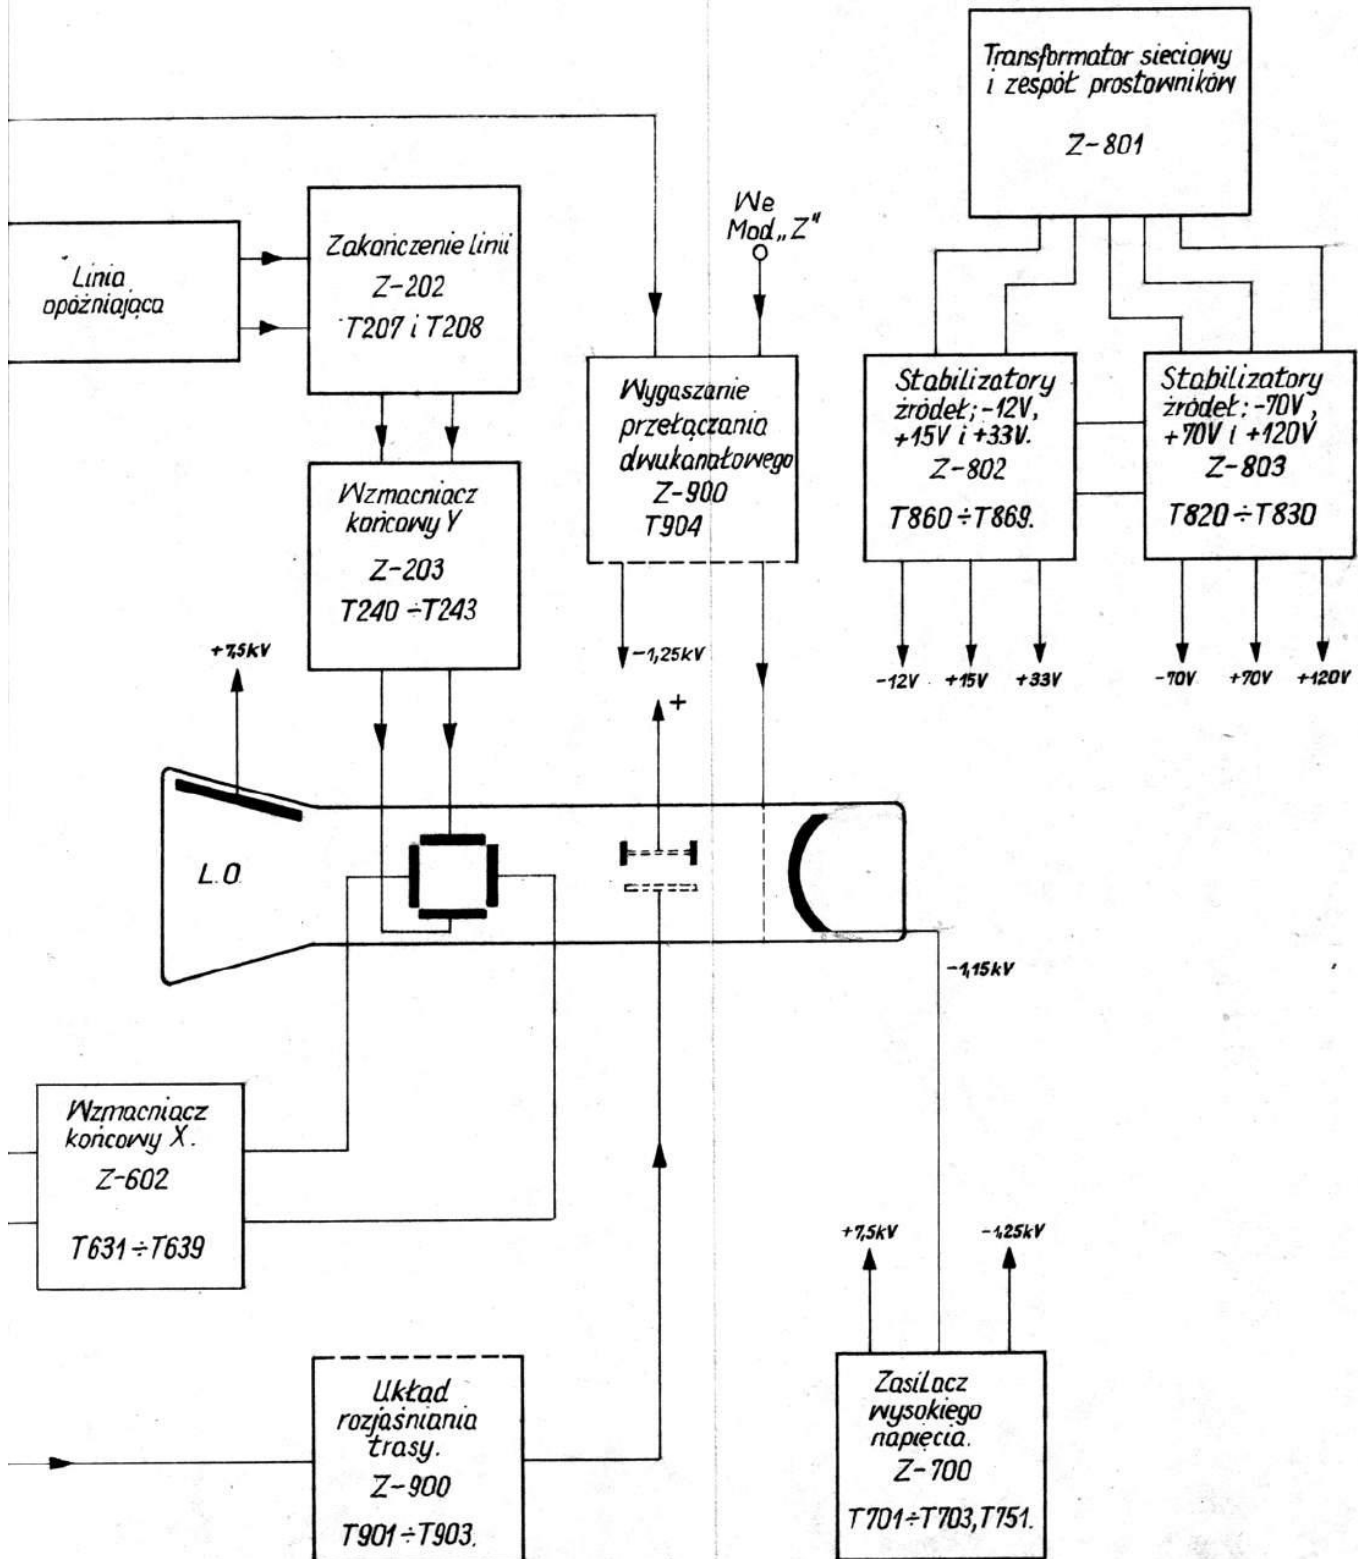 Transformator sieciowy
i zespół prostowników
Z-801
We
Mod„Z"
Linia
opóźniająca
Zakończenie linii
Z-202
T207 i T208
Wygaszanie
przełączania
dwukanałowego
Z-900
T904
Stabilizatory
źródeł; -12V,
+15V i +33V.
Z-802
T860÷T869.
Stabilizatory
źródeł: -70V,
+70V i +120V
Z-803
T820÷T830
Wzmacniacz
końcowy Y
Z-203
T240÷T243
+7,5kV
-1,25kV
+
-12V
+15V
+33V
-70V
+70V
+120V
L.O.
-1,15kV
Wzmacniacz
końcowy X.
Z-602
T631÷T639
+7,5kV
-1,25kV
Układ
rozjaśniania
trasy.
Z-900
T901÷T903.
Zasilacz
wysokiego
napięcia.
Z-700
T701÷T703,T751.